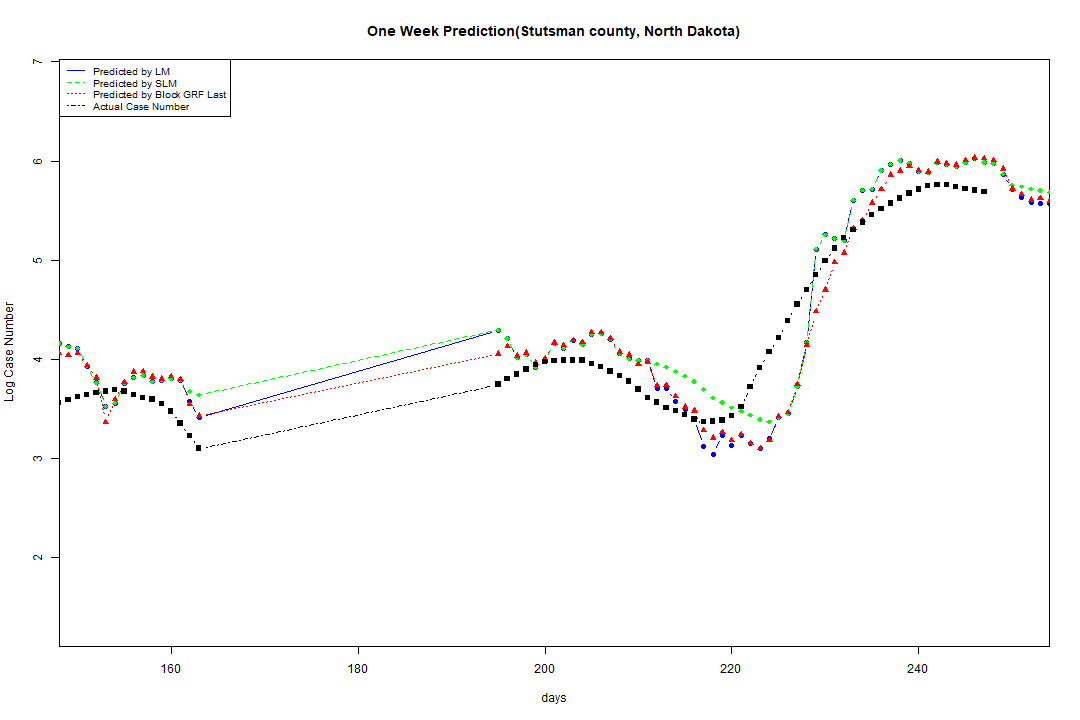 One Week Prediction(Stutsman county, North Dakota)
Predicted by LM
Predicted by SLM
Predicted by Block GRF Last
Actual Case Number
7
6
5
4
3
2
Log Case Number
160
180
200
220
240
days